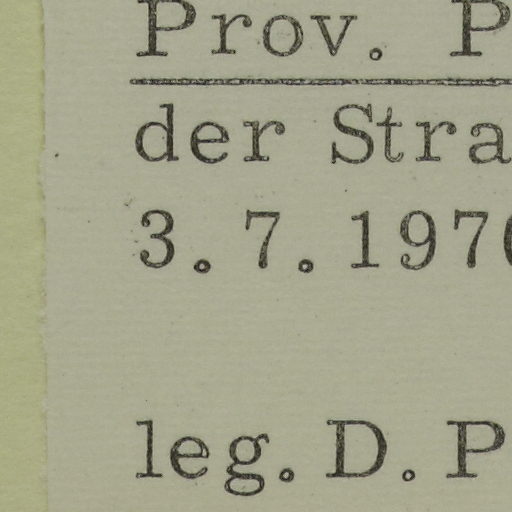 Prov. P
der Stra
3.7.197
leg. D. P